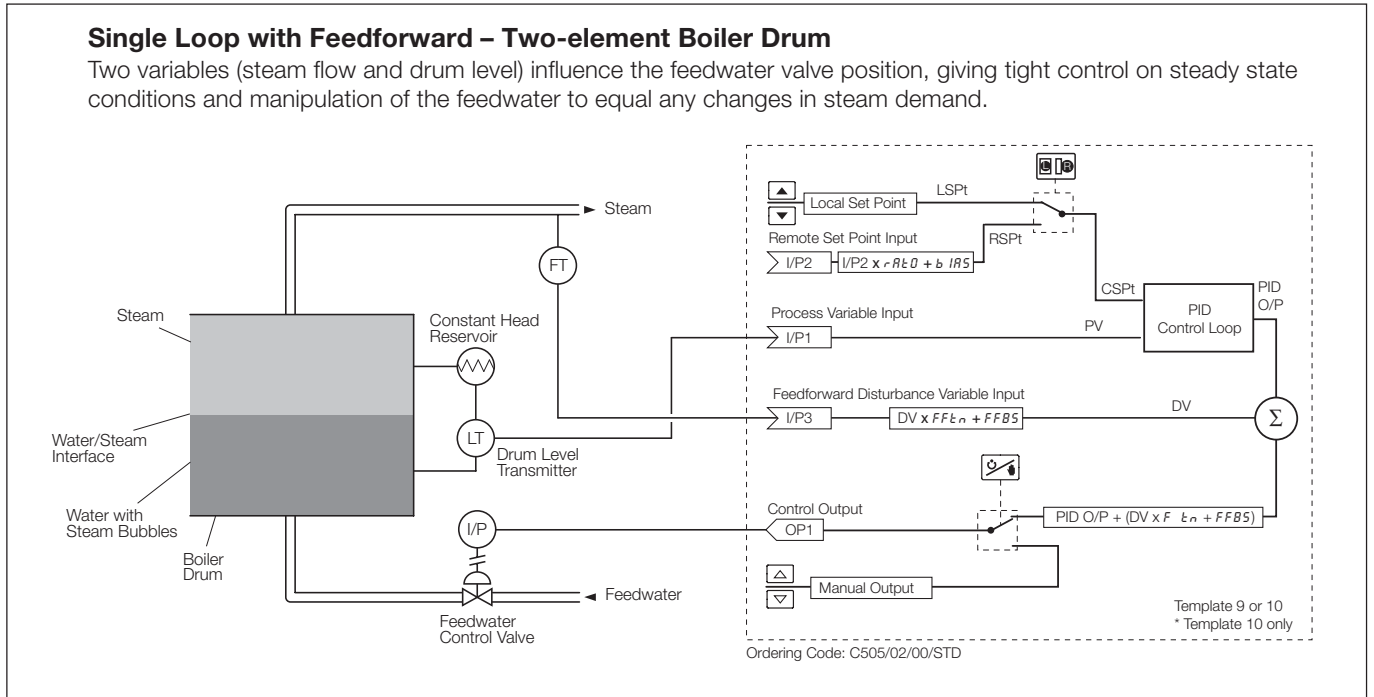 Single Loop with Feedforward – Two-element Boiler Drum
Two variables (steam flow and drum level) influence the feedwater valve position, giving tight control on steady state
conditions and manipulation of the feedwater to equal any changes in steam demand.
L R
Local Set Point
LSPt
Steam
Remote Set Point Input
RSPt
FT
I/P2
I/P2 x rAtO + bIAS
CSPt
PID
O/P
Steam
Constant Head
Reservoir
Process Variable Input
PID
Control Loop
I/P1
PV
Feedforward Disturbance Variable Input
DV
I/P3
DV x FFtn + FFBS
Σ
LT
Water/Steam
Interface
Drum Level
Transmitter
Water with
Steam Bubbles
Control Output
I/P
OP1
PID O/P + (DV x F tn + FFBS)
Boiler
Drum
Manual Output
Feedwater
Feedwater
Control Valve
Template 9 or 10
* Template 10 only
Ordering Code: C505/02/00/STD